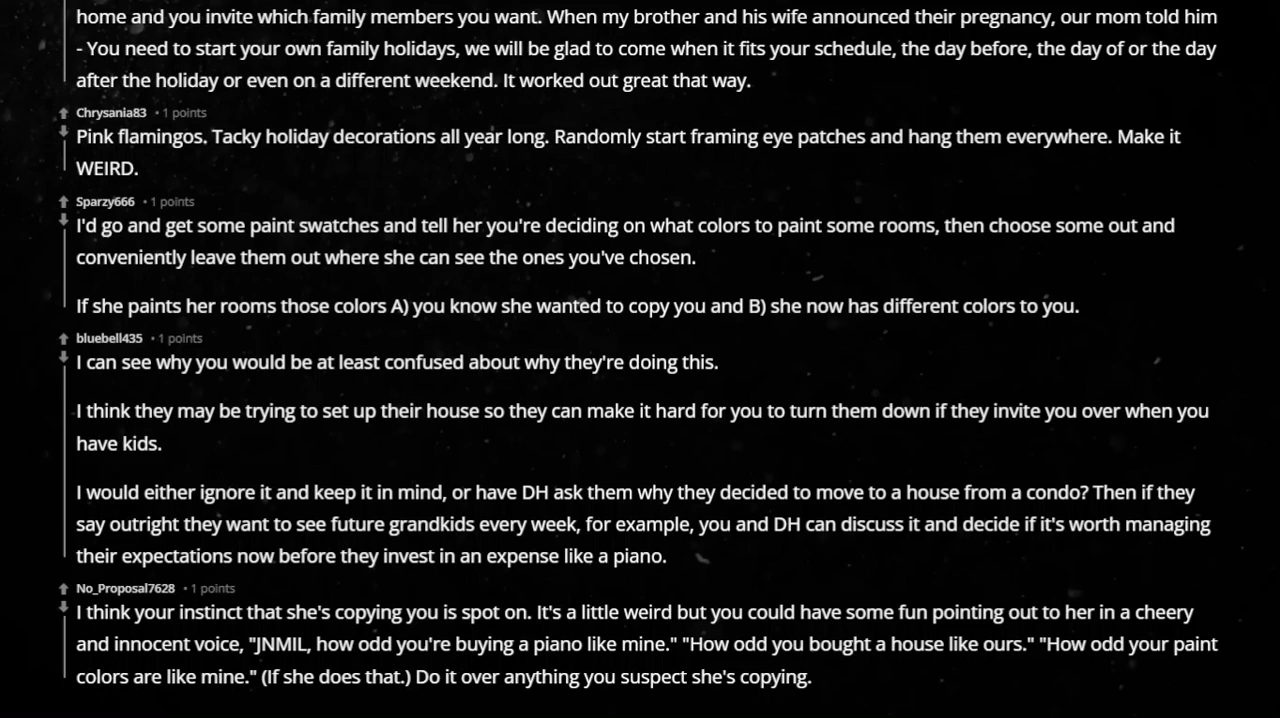 home and you invite which family members you want. When my brother and his wife announced their pregnancy, our mom told him
- You need to start your own family holidays, we will be glad to come when it fits your schedule, the day before, the day of or the day
after the holiday or even on a different weekend. It worked out great that way.
Chrysania83 • 1 points
Pink flamingos. Tacky holiday decorations all year long. Randomly start framing eye patches and hang them everywhere. Make it
WEIRD.
Sparzy666 • 1 points
I'd go and get some paint swatches and tell her you're deciding on what colors to paint some rooms, then choose some out and
conveniently leave them out where she can see the ones you've chosen.
If she paints her rooms those colors A) you know she wanted to copy you and B) she now has different colors to you.
bluebell435 • 1 points
I can see why you would be at least confused about why they're doing this.
I think they may be trying to set up their house so they can make it hard for you to turn them down if they invite you over when you
have kids.
I would either ignore it and keep it in mind, or have DH ask them why they decided to move to a house from a condo? Then if they
say outright they want to see future grandkids every week, for example, you and DH can discuss it and decide if it's worth managing
their expectations now before they invest in an expense like a piano.
No_Proposal7628 • 1 points
I think your instinct that she's copying you is spot on. It's a little weird but you could have some fun pointing out to her in a cheery
and innocent voice, "JNMIL, how odd you're buying a piano like mine." "How odd you bought a house like ours." "How odd your paint
colors are like mine." (If she does that.) Do it over anything you suspect she's copying.